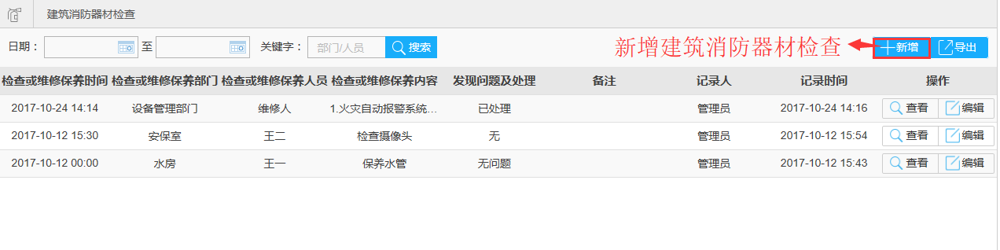 建筑消防器材检查
日期： 至 关键字： 部门/人员 搜索 新增建筑消防器材检查 新增 导出
检查或维修保养时间 检查或维修保养部门 检查或维修保养人员 检查或维修保养内容 发现问题及处理 备注 记录人 记录时间 操作
2017-10-24 14:14 设备管理部门 维修人 1.火灾自动报警系统... 已处理 管理员 2017-10-24 14:16 查看 编辑
2017-10-12 15:30 安保室 王二 检查摄像头 无 管理员 2017-10-12 15:54 查看 编辑
2017-10-12 00:00 水房 王一 保养水管 无问题 管理员 2017-10-12 15:43 查看 编辑